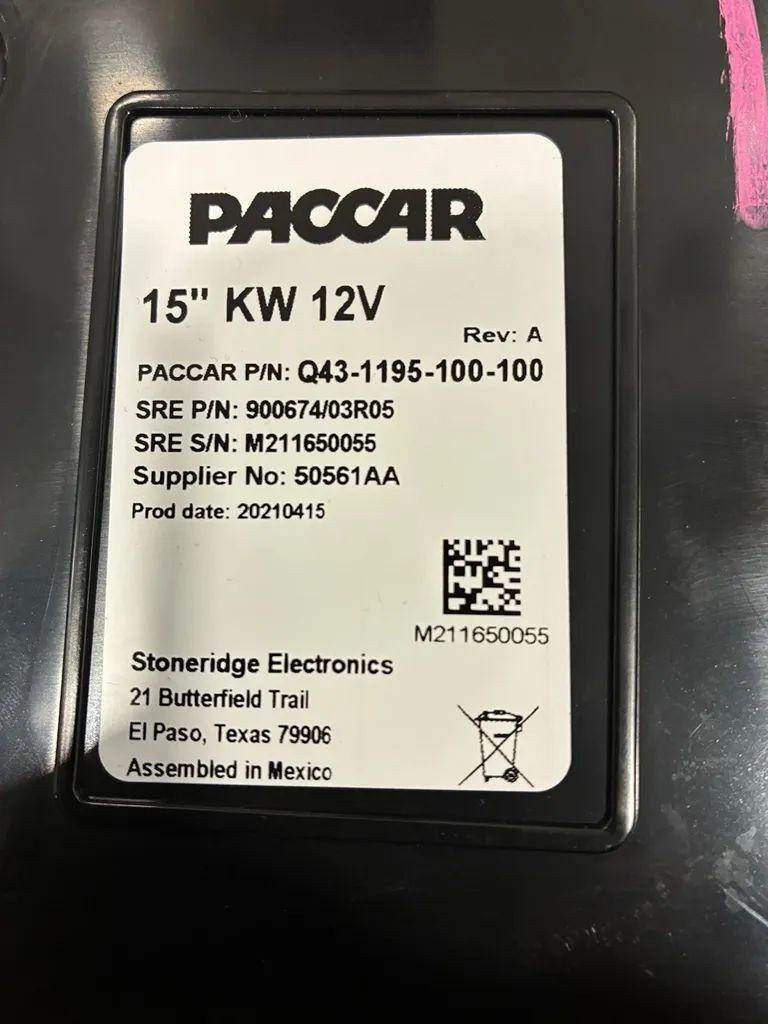 PACCAR
15" KW 12V
Rev: A
PACCAR P/N: Q43-1195-100-100
SRE P/N: 900674/03R05
SRE S/N: M211650055
Supplier No: 50561AA
Prod date: 20210415
M211650055
Stoneridge Electronics
21 Butterfield Trail
El Paso, Texas 79906
Assembled in Mexico